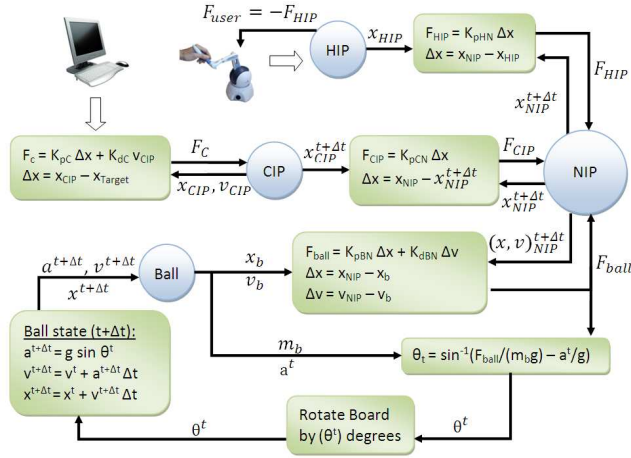 F_user = −F_HIP
HIP
x_HIP
F_HIP = K_pHN Δx
Δx = x_NIP − x_HIP
F_HIP
x_NIP^t+Δt
F_c = K_pC Δx + K_dC v_CIP
Δx = x_CIP − x_Target
F_C
x_CIP, v_CIP
CIP
x_CIP^t+Δt
F_CIP = K_pCN Δx
Δx = x_NIP − x_NIP^t+Δt
F_CIP
x_NIP^t+Δt
NIP
a^t+Δt, v^t+Δt
x^t+Δt
Ball
x_b
v_b
F_ball = K_pBN Δx + K_dBN Δv
Δx = x_NIP − x_b
Δv = v_NIP − v_b
(x, v)_NIP^t+Δt
F_ball
Ball state (t+Δt):
a^t+Δt = g sin θ^t
v^t+Δt = v^t + a^t+Δt Δt
x^t+Δt = x^t + v^t+Δt Δt
m_b
a^t
θ_t = sin^-1(F_ball/(m_b g) – a^t/g)
θ^t
Rotate Board
by (θ^t) degrees
θ^t